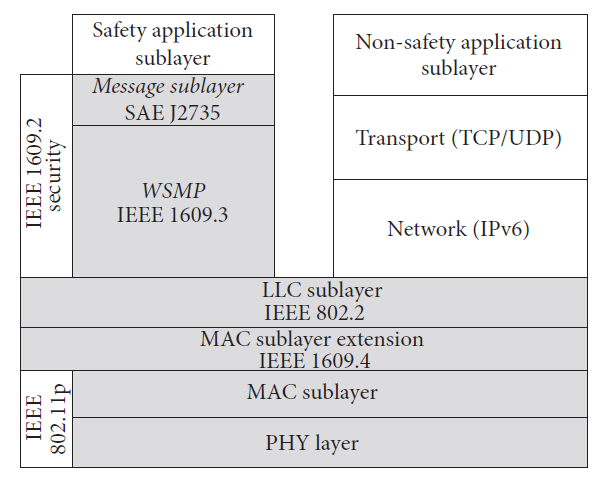 Safety application
sublayer
Non-safety application
sublayer
IEEE 1609.2
security
Message sublayer
SAE J2735
WSMP
IEEE 1609.3
Transport (TCP/UDP)
Network (IPv6)
LLC sublayer
IEEE 802.2
MAC sublayer extension
IEEE 1609.4
IEEE
802.11p
MAC sublayer
PHY layer